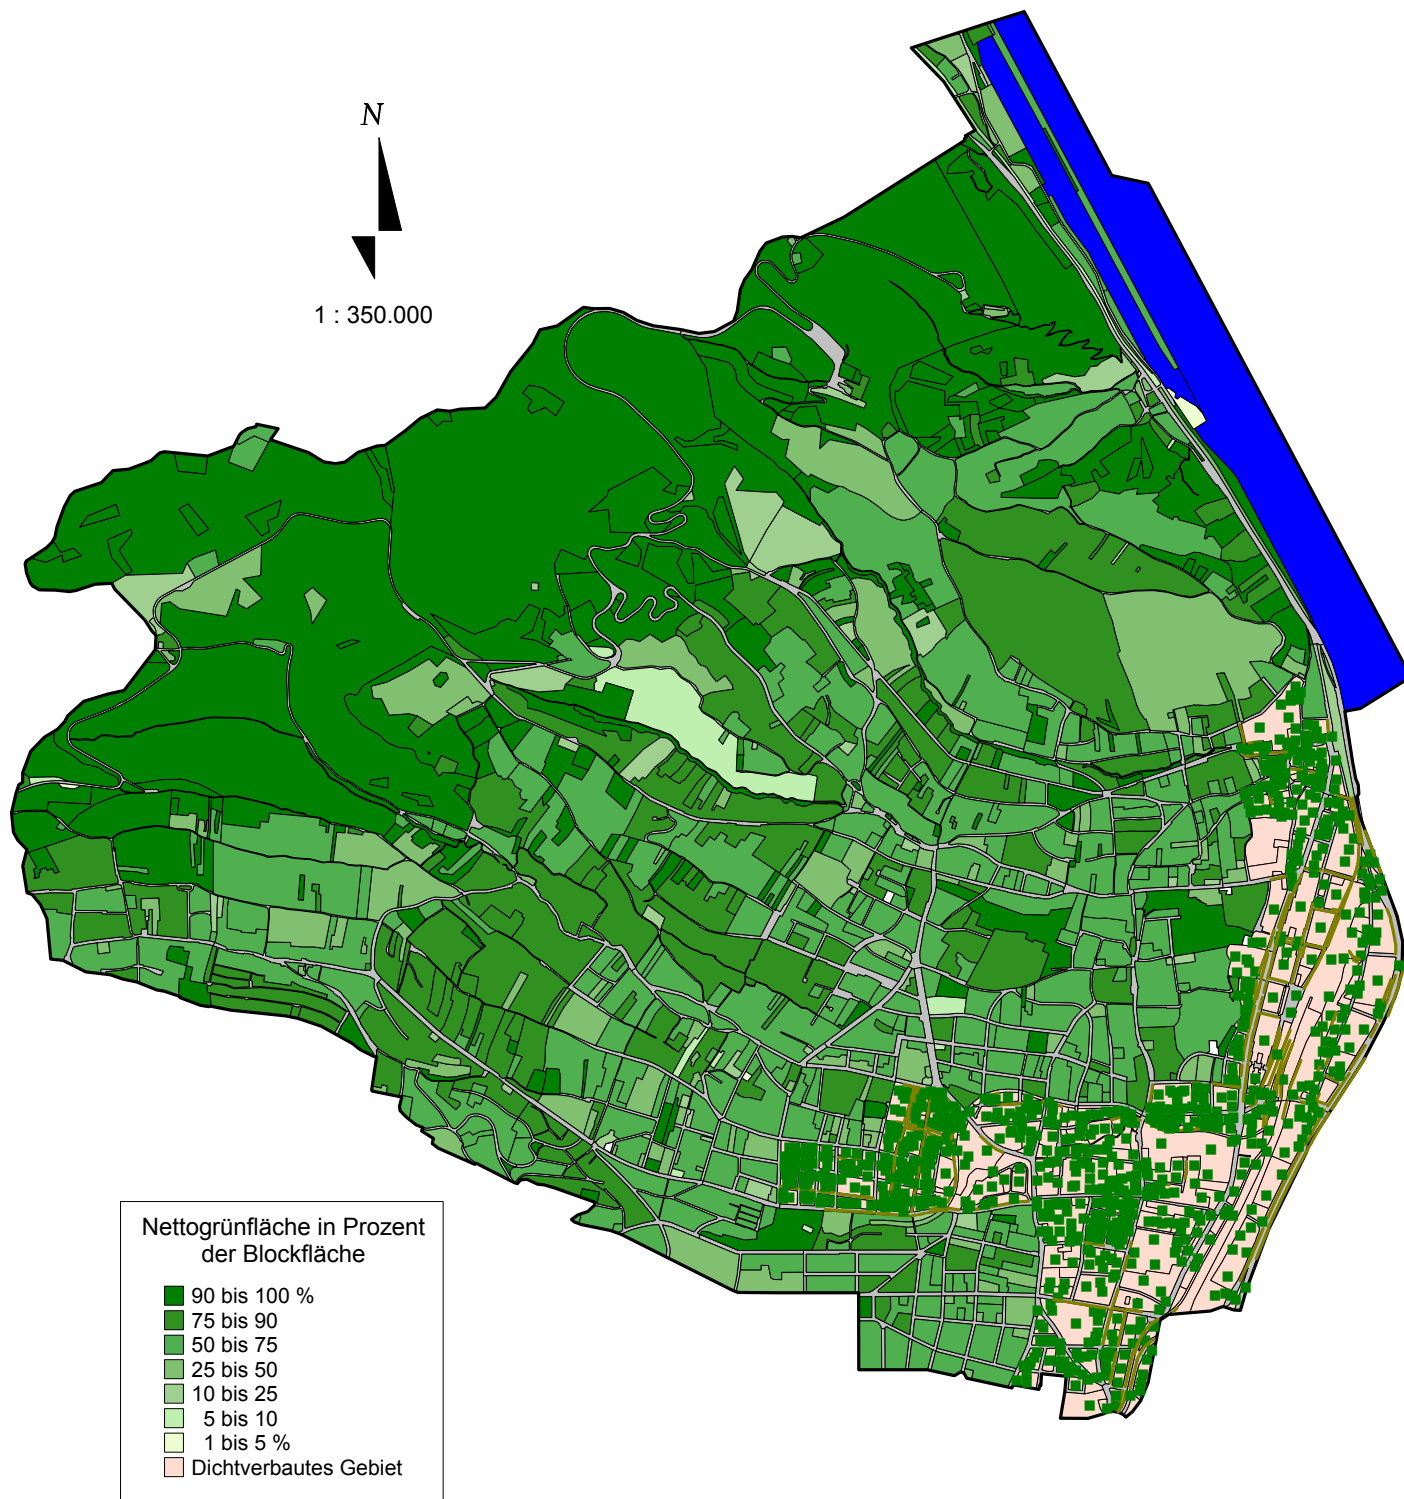 N
1 : 350.000
Nettogrünfläche in Prozent
der Blockfläche
90 bis 100 %
75 bis 90
50 bis 75
25 bis 50
10 bis 25
5 bis 10
1 bis 5 %
Dichtverbautes Gebiet